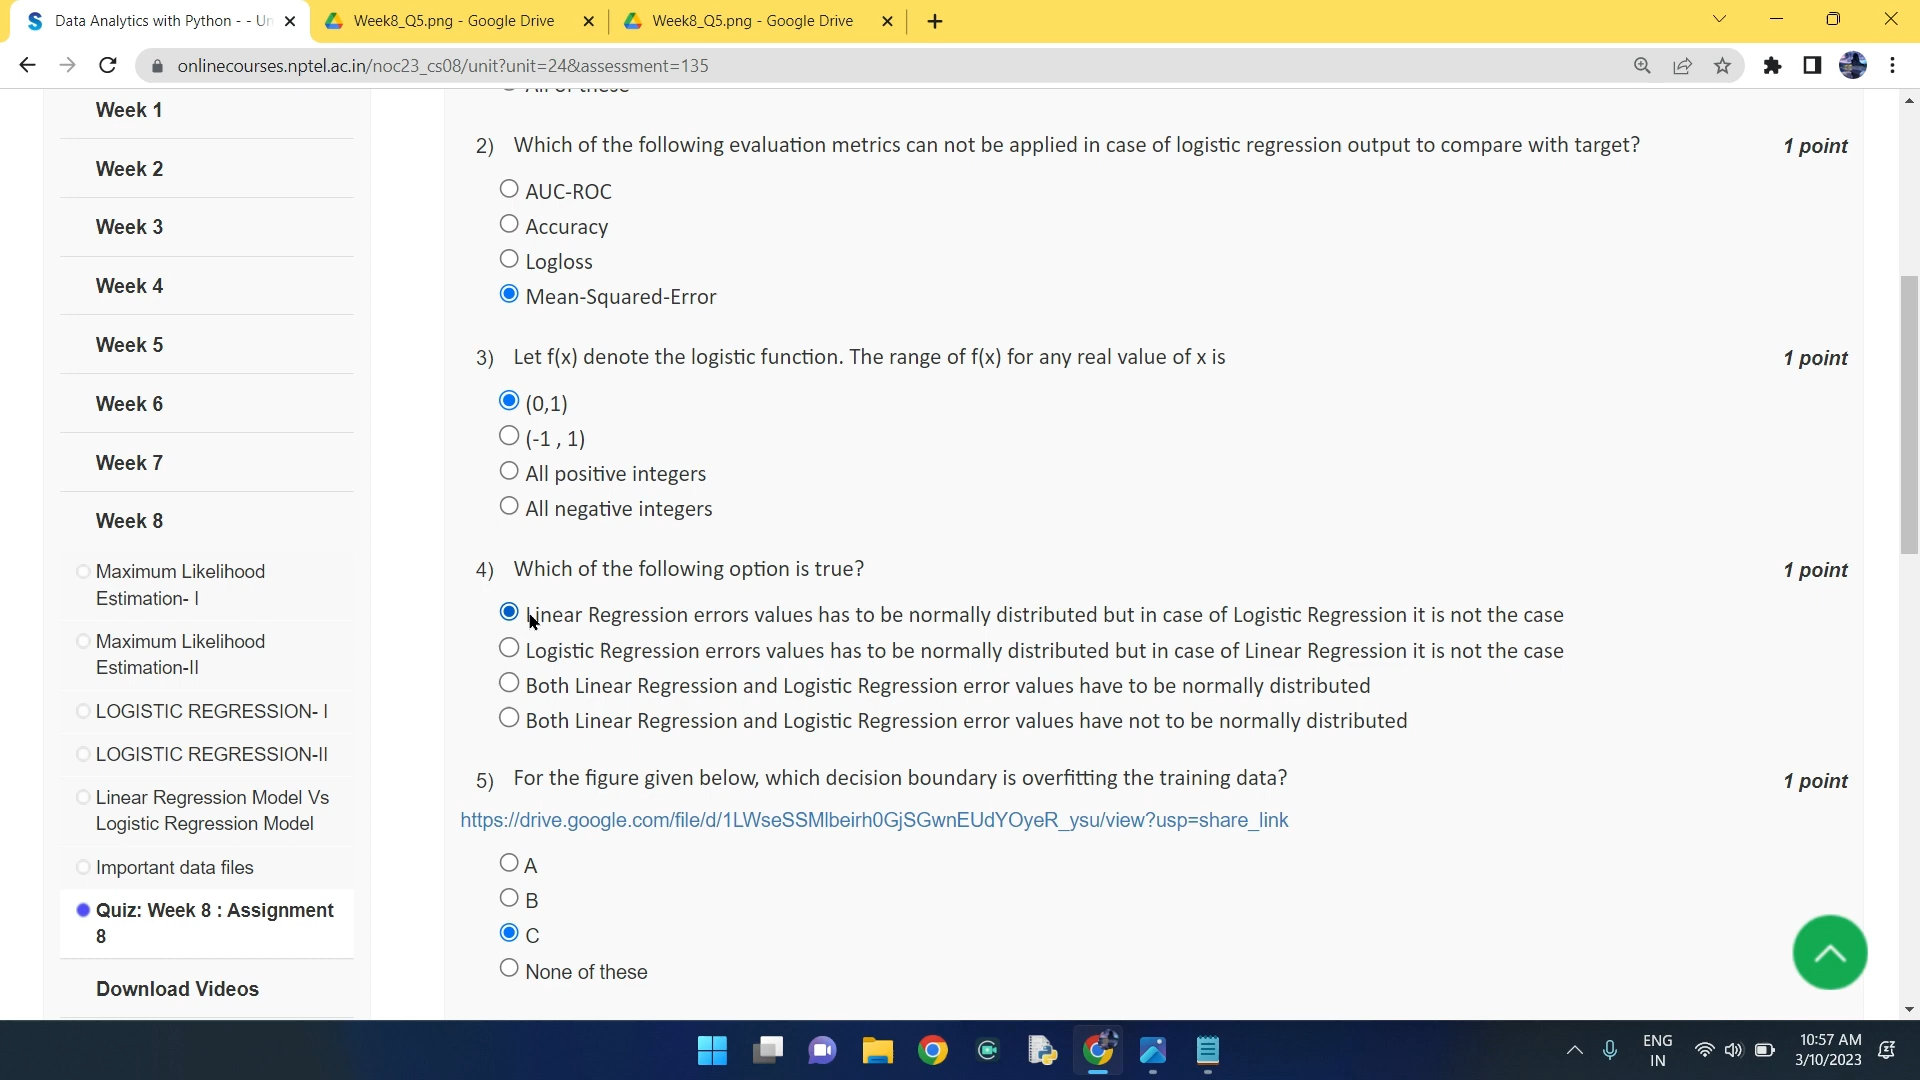 Data Analytics with Python - - Un
Week8_Q5.png - Google Drive
Week8_Q5.png - Google Drive
onlinecourses.nptel.ac.in/noc23_cs08/unit?unit=24&assessment=135
Week 1
Week 2
Week 3
Week 4
Week 5
Week 6
Week 7
Week 8
Maximum Likelihood
Estimation- I
Maximum Likelihood
Estimation-II
LOGISTIC REGRESSION- I
LOGISTIC REGRESSION-II
Linear Regression Model Vs
Logistic Regression Model
Important data files
Quiz: Week 8 : Assignment
8
Download Videos
All of these
2) Which of the following evaluation metrics can not be applied in case of logistic regression output to compare with target? 1 point
AUC-ROC
Accuracy
Logloss
Mean-Squared-Error
3) Let f(x) denote the logistic function. The range of f(x) for any real value of x is 1 point
(0,1)
(-1 , 1)
All positive integers
All negative integers
4) Which of the following option is true? 1 point
Linear Regression errors values has to be normally distributed but in case of Logistic Regression it is not the case
Logistic Regression errors values has to be normally distributed but in case of Linear Regression it is not the case
Both Linear Regression and Logistic Regression error values have to be normally distributed
Both Linear Regression and Logistic Regression error values have not to be normally distributed
5) For the figure given below, which decision boundary is overfitting the training data? 1 point
https://drive.google.com/file/d/1LWseSSMlbeirh0GjSGwnEUdYOyeR_ysu/view?usp=share_link
A
B
C
None of these
ENG
IN
10:57 AM
3/10/2023